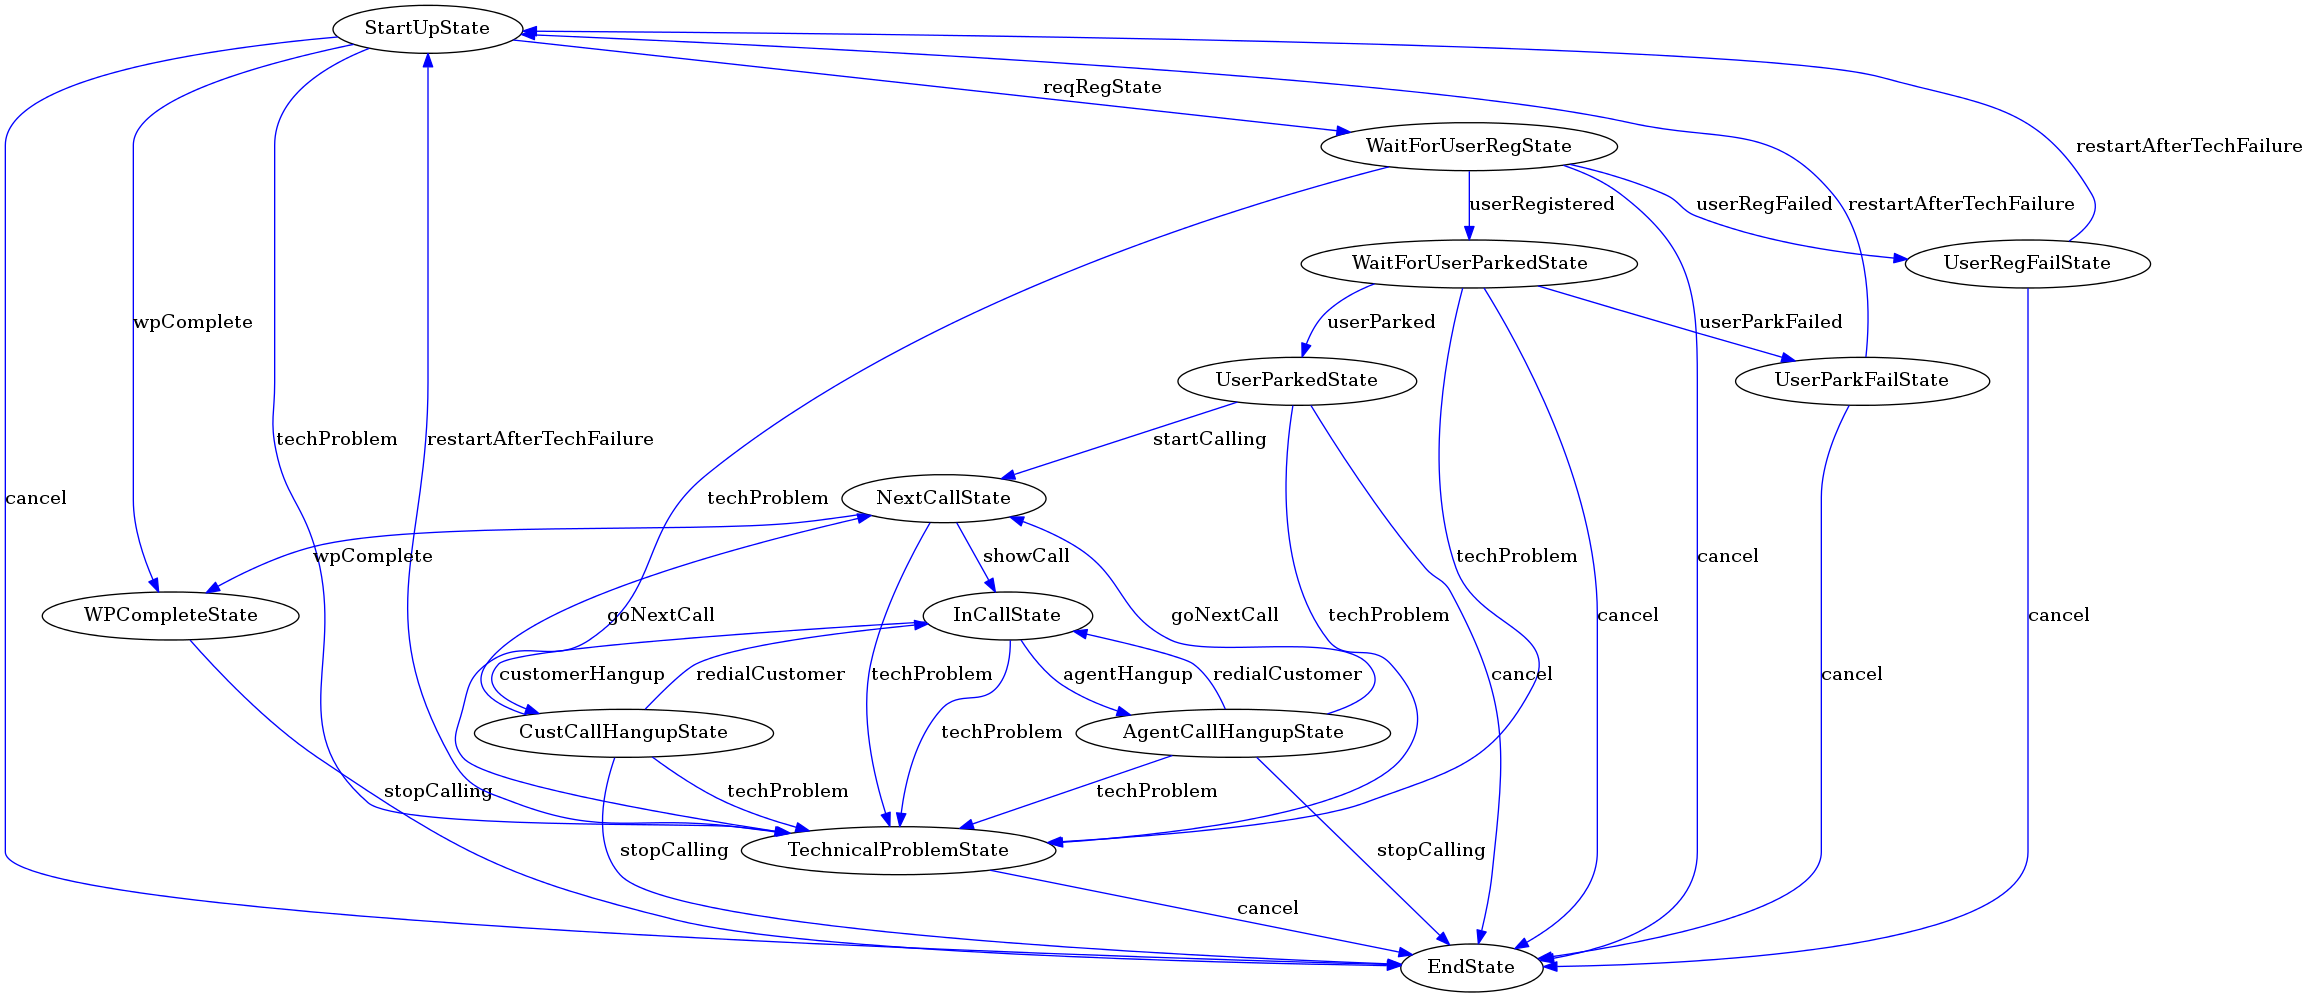 StartUpState
reqRegState
WaitForUserRegState
restartAfterTechFailure
userRegistered
userRegFailed
restartAfterTechFailure
WaitForUserParkedState
UserRegFailState
wpComplete
userParked
userParkFailed
UserParkedState
UserParkFailState
techProblem
restartAfterTechFailure
startCalling
cancel
techProblem
NextCallState
wpComplete
showCall
techProblem
cancel
cancel
WPCompleteState
goNextCall
InCallState
goNextCall
techProblem
cancel
cancel
customerHangup
redialCustomer
techProblem
agentHangup
redialCustomer
cancel
CustCallHangupState
techProblem
AgentCallHangupState
stopCalling
techProblem
techProblem
stopCalling
TechnicalProblemState
stopCalling
cancel
EndState